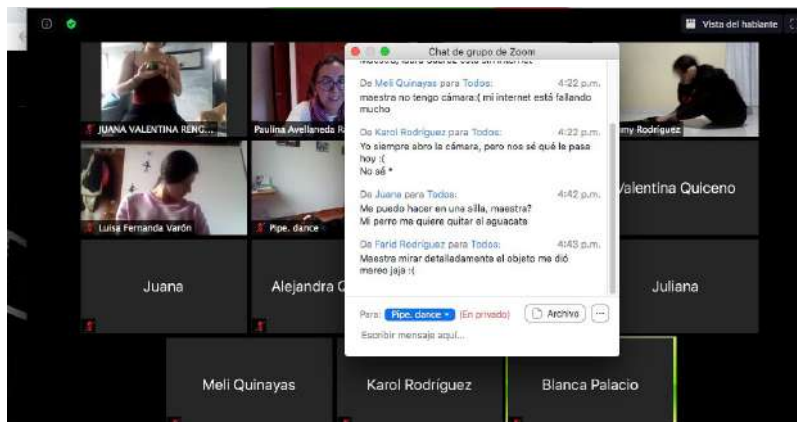 Vista del hablante
Chat de grupo de Zoom
De Meli Quinayas para Todos: 4:22 p.m.
maestra no tengo cámara:( mi internet está fallando
mucho
De Karol Rodríguez para Todos: 4:23 p.m.
Yo siempre abro la cámara, pero nos sé qué le pasa
hoy :(
No sé *
De Juana para Todos: 4:42 p.m.
Me puedo hacer en una silla, maestra?
Mi perro me quiere quitar el aguacate
De Farid Rodríguez para Todos: 4:43 p.m.
Maestra mirar detalladamente el objeto me dió
mareo jaja :(
Para: Pipe. dance (En privado) Archivo ...
Escribir mensaje aquí...
JUANA VALENTINA RENG...
Paulina Avellaneda
Rodríguez
Luisa Fernanda Varón
Pipe. dance
Valentina Quiceno
Juana
Alejandra
Juliana
Meli Quinayas
Karol Rodríguez
Blanca Palacio